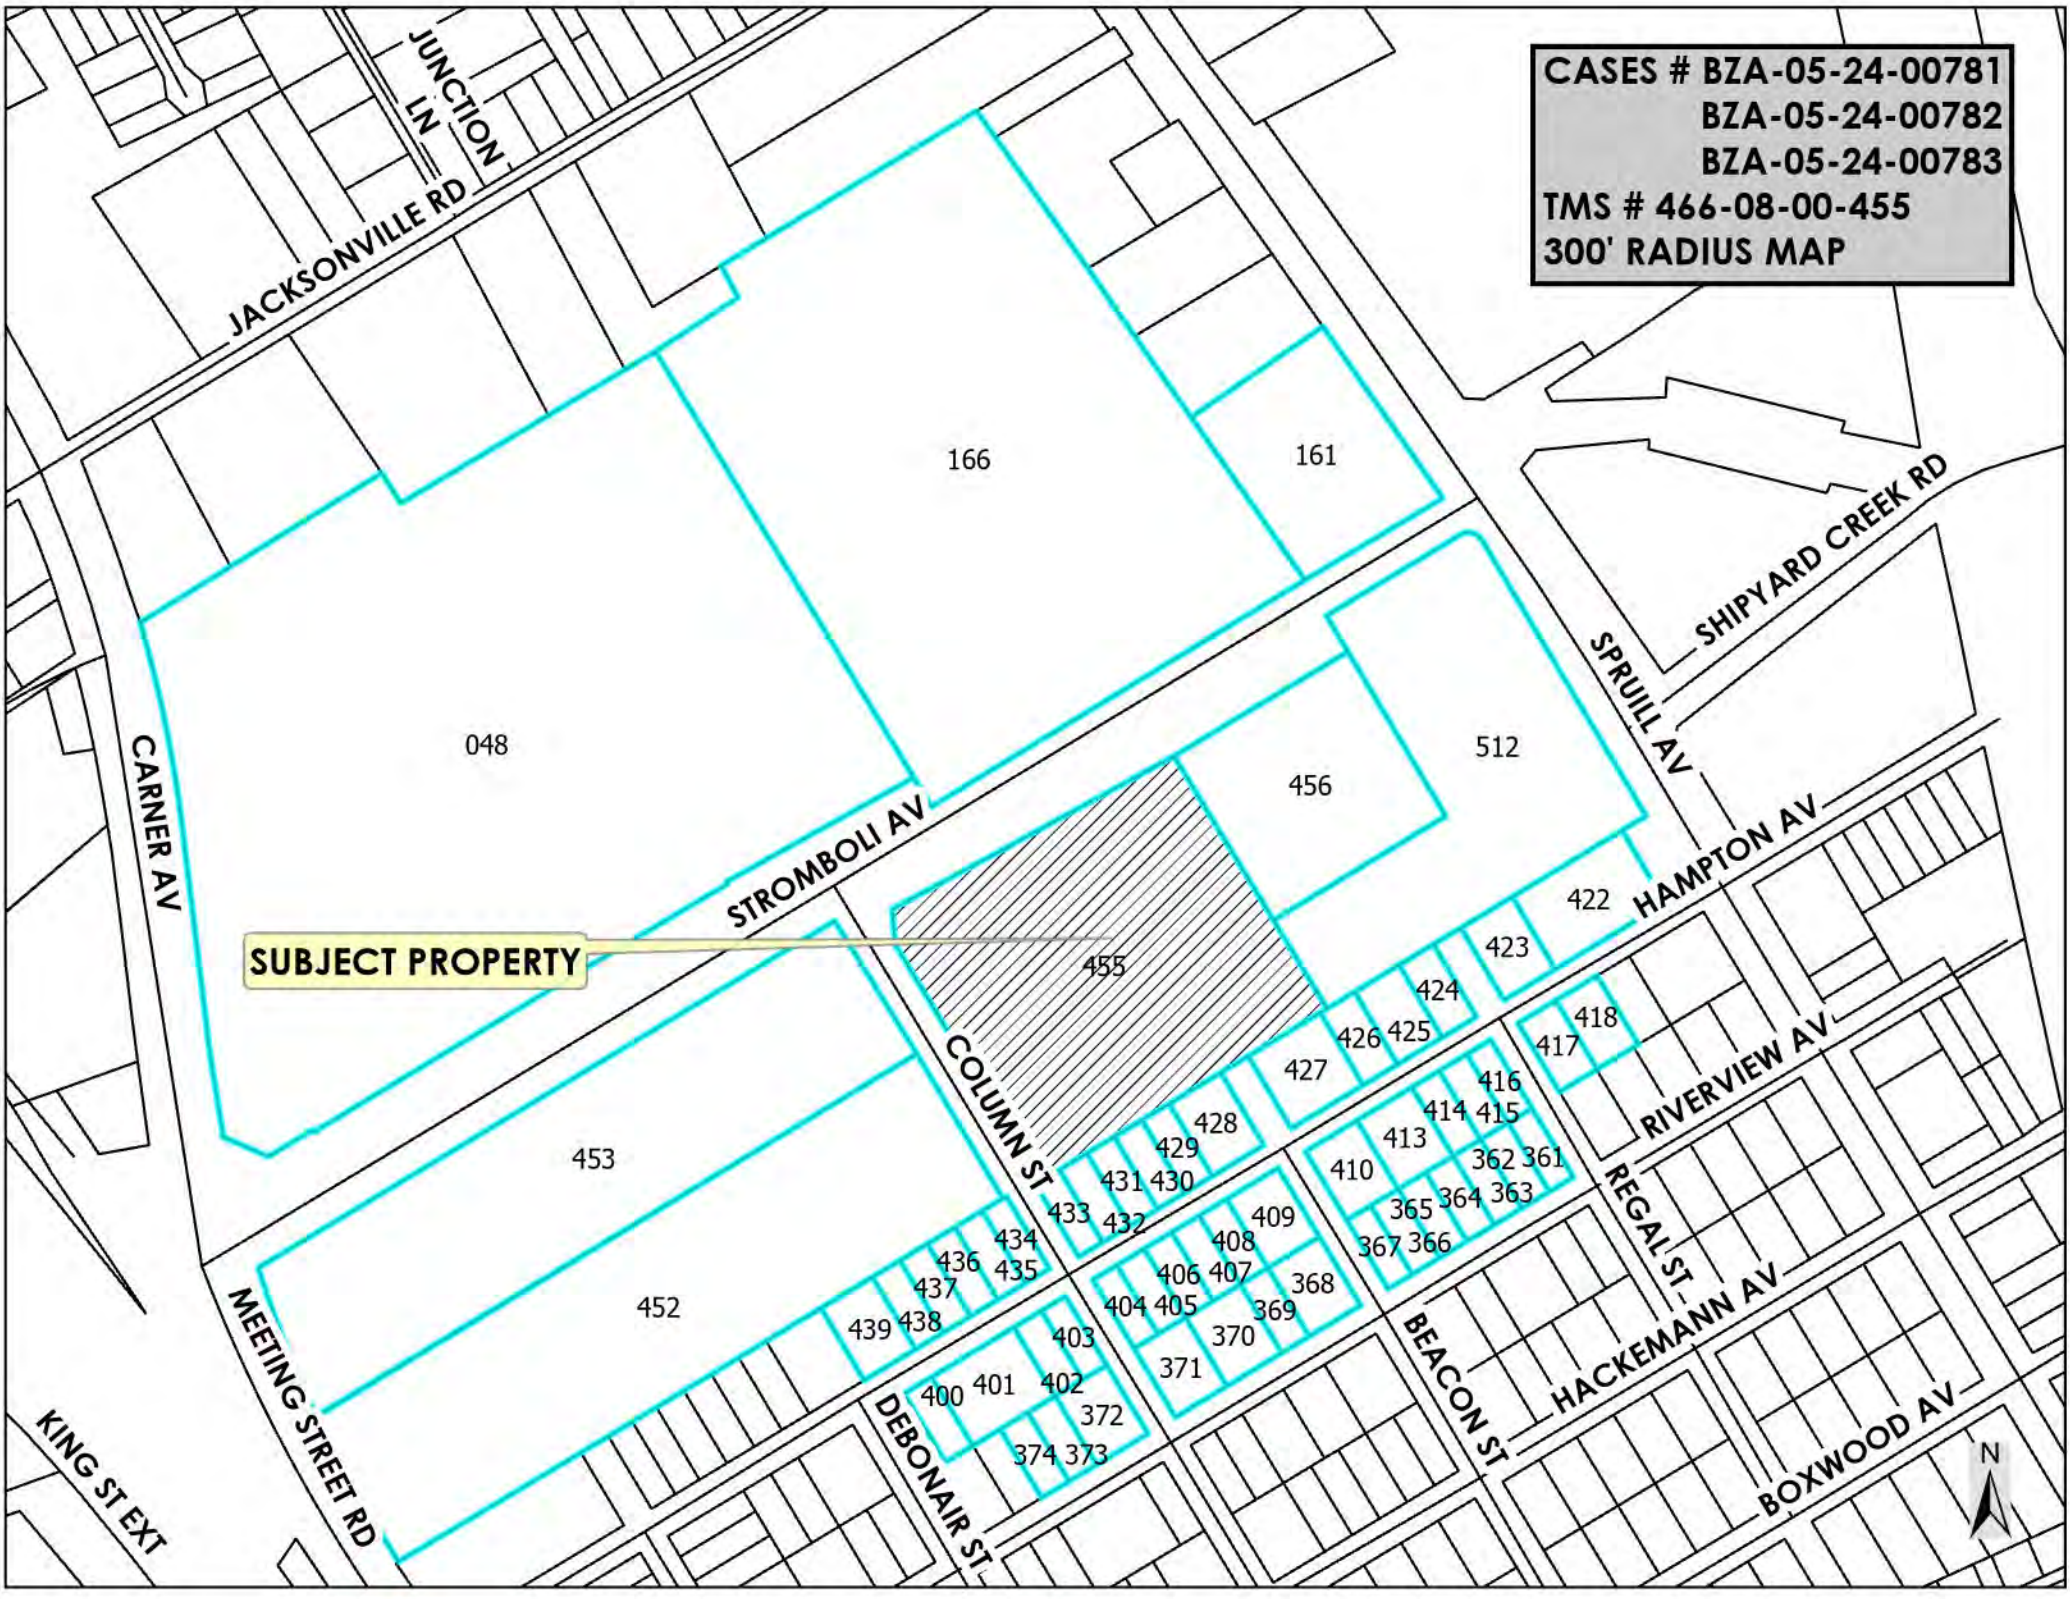 CASES # BZA-05-24-00781
BZA-05-24-00782
BZA-05-24-00783
TMS # 466-08-00-455
300' RADIUS MAP
JUNCTION
LN
JACKSONVILLE RD
166
161
SHIPYARD CREEK RD
SPRUILL AV
048
512
456
CARNER AV
STROMBOLI AV
HAMPTON AV
422
423
SUBJECT PROPERTY
455
424
425
426
427
418
417
RIVERVIEW AV
COLUMN ST
428
429
430
431
432
433
416
415
414
413
410
362
361
363
364
365
366
367
REGAL ST
453
452
434
435
436
437
438
439
409
408
407
406
405
404
368
369
370
371
HACKEMANN AV
BEACON ST
MEETING STREET RD
403
402
401
400
372
373
374
DEBONAIR ST
BOXWOOD AV
KING ST EXT
N